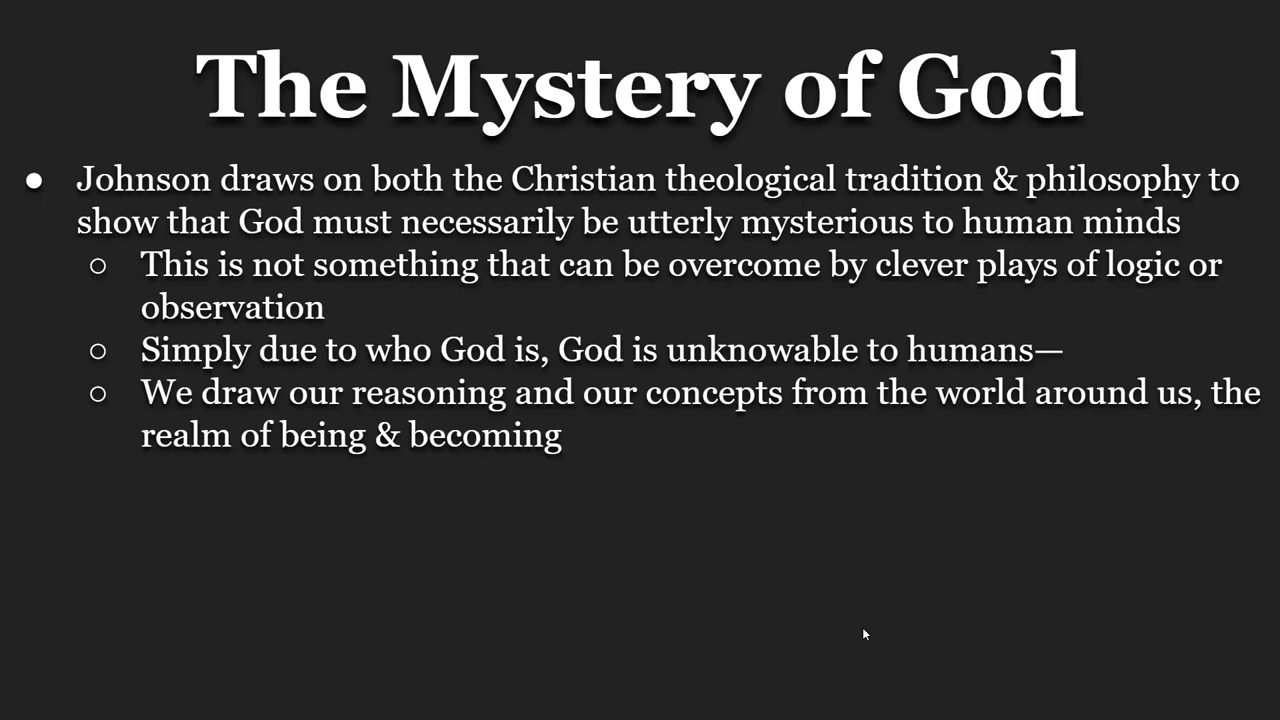 The Mystery of God
● Johnson draws on both the Christian theological tradition & philosophy to
show that God must necessarily be utterly mysterious to human minds
○ This is not something that can be overcome by clever plays of logic or
observation
○ Simply due to who God is, God is unknowable to humans—
○ We draw our reasoning and our concepts from the world around us, the
realm of being & becoming